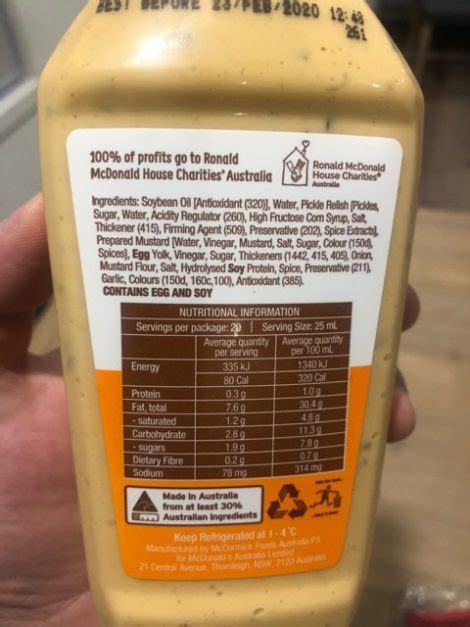 BEST BEFORE 23/FEB/2020 12:48
261
100% of profits go to Ronald
McDonald House Charities® Australia
Ronald McDonald
House Charities®
Australia
Ingredients: Soybean Oil [Antioxidant (320)], Water, Pickle Relish [Pickles,
Sugar, Water, Acidity Regulator (260), High Fructose Corn Syrup, Salt,
Thickener (415), Firming Agent (509), Preservative (202), Spice Extracts],
Prepared Mustard [Water, Vinegar, Mustard, Salt, Sugar, Colour (150d),
Spices], Egg Yolk, Vinegar, Sugar, Thickeners (1442, 415, 405), Onion,
Mustard Flour, Salt, Hydrolysed Soy Protein, Spice, Preservative (211),
Garlic, Colours (150d, 160c,100), Antioxidant (385).
CONTAINS EGG AND SOY
NUTRITIONAL INFORMATION
Servings per package: 20 Serving Size: 25 mL
Average quantity per serving Average quantity per 100 mL
Energy 335 kJ 1340 kJ
80 Cal 320 Cal
Protein 0.3 g 1.0 g
Fat, total 7.6 g 30.4 g
- saturated 1.2 g 4.8 g
Carbohydrate 2.8 g 11.3 g
- sugars 1.9 g 7.8 g
Dietary Fibre 0.2 g 0.7 g
Sodium 78 mg 314 mg
Made in Australia
from at least 30%
Australian ingredients
Keep Refrigerated at 1 - 4°C
Manufactured by McCormick Foods Australia P/L
for McDonald's Australia Limited
21 Central Avenue, Thornleigh, NSW, 2120 Australia.